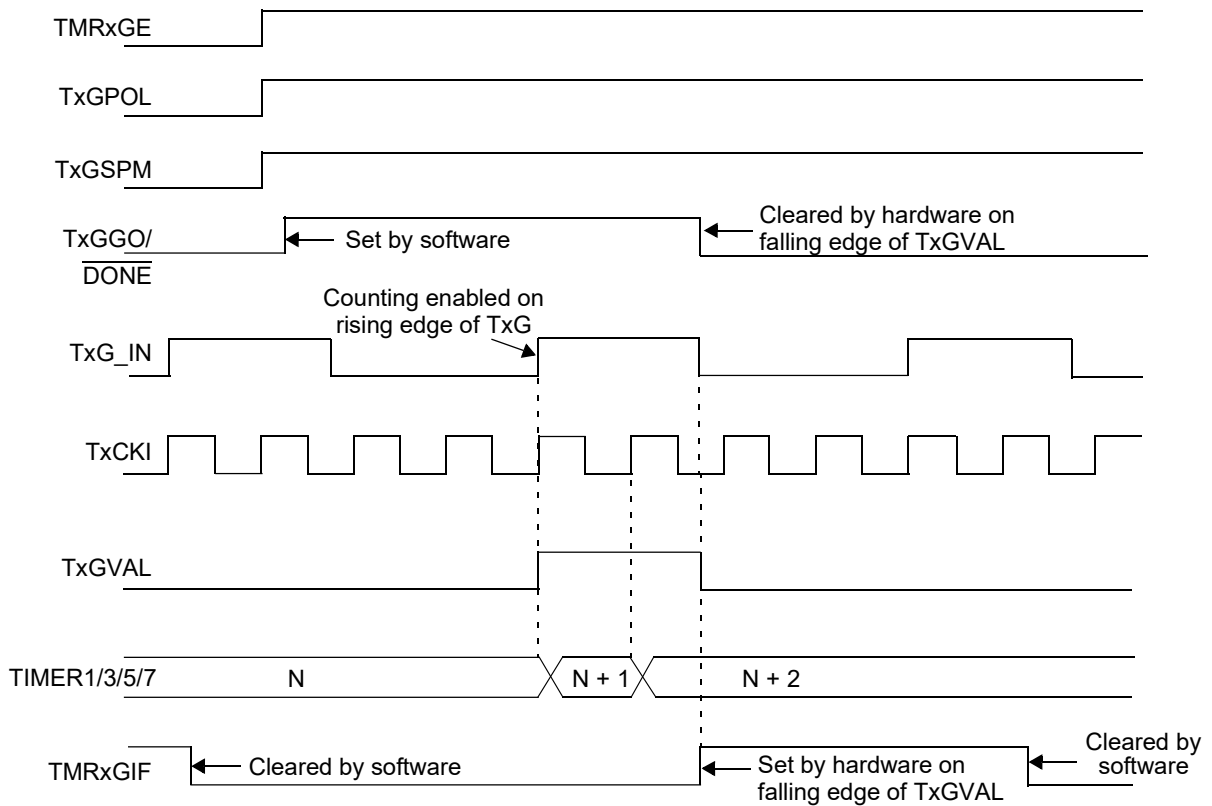 TMRxGE
TxGPOL
TxGSPM
TxGGO/
DONE
Set by software
Cleared by hardware on
falling edge of TxGVAL
Counting enabled on
rising edge of TxG
TxG_IN
TxCKI
TxGVAL
TIMER1/3/5/7
N
N + 1
N + 2
TMRxGIF
Cleared by software
Set by hardware on
falling edge of TxGVAL
Cleared by
software